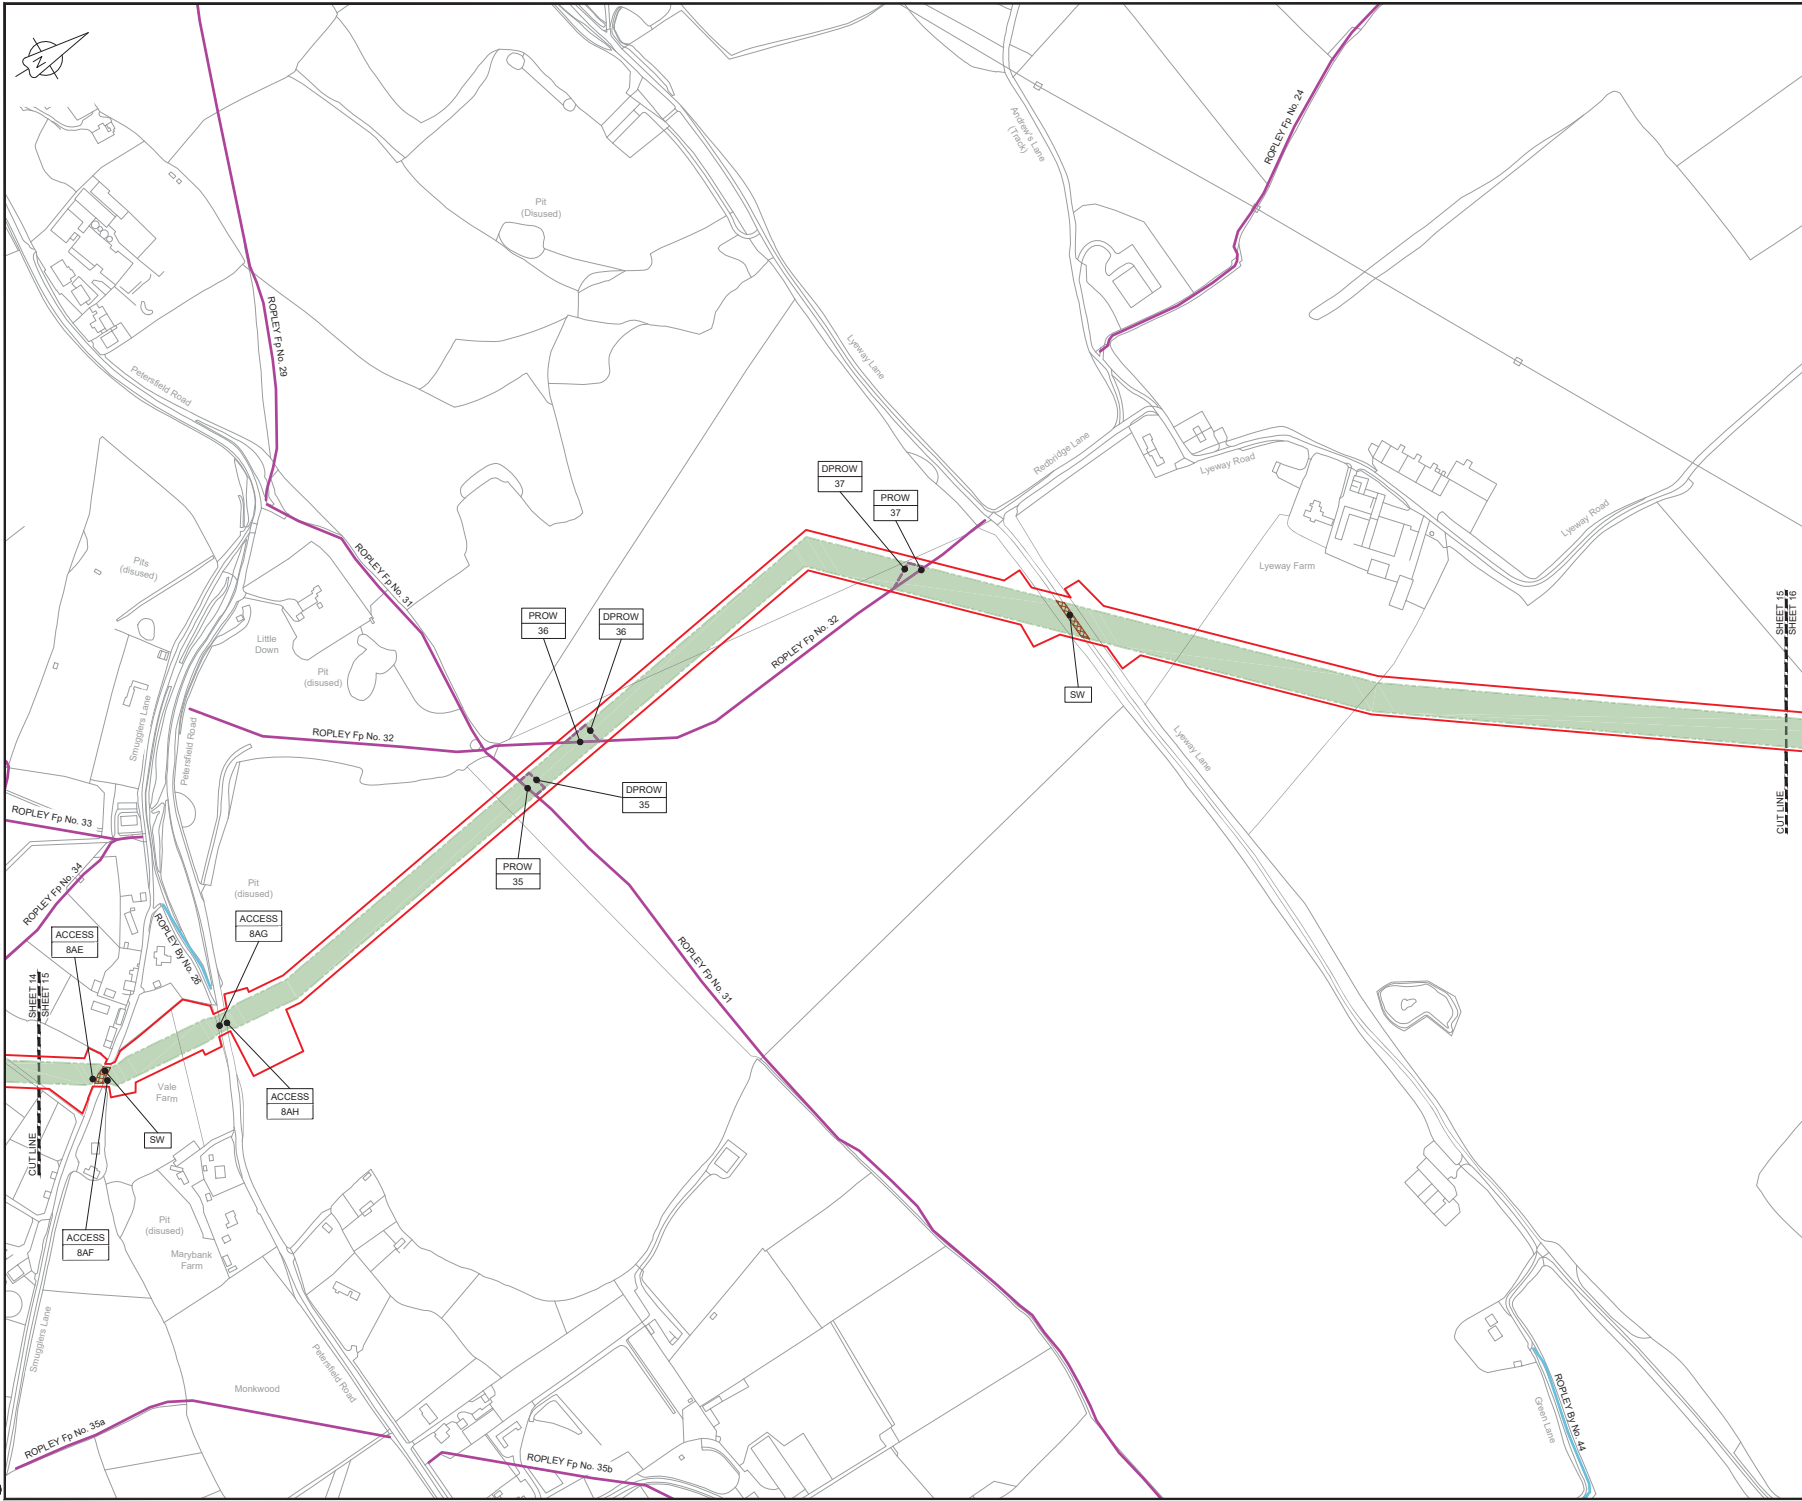 N
ROPLEY Fp No. 24
Andrew's Lane
(Track)
Pit
(Disused)
ROPLEY Fp No. 29
Petersfield Road
Lyeway Lane
Redbridge Lane
Lyeway Road
Lyeway Road
DPROW
37
PROW
37
Pits
(disused)
ROPLEY Fp No. 31
Lyeway Farm
SHEET 15
SHEET 16
CUT LINE
Little
Down
Pit
(disused)
PROW
36
DPROW
36
ROPLEY Fp No. 32
SW
Smugglers Lane
Petersfield Road
ROPLEY Fp No. 32
Lyeway Lane
DPROW
35
ROPLEY Fp No. 33
PROW
35
ROPLEY Fp No. 34
Pit
(disused)
ACCESS
8AG
ACCESS
8AE
ROPLEY By No. 26
ROPLEY Fp No. 31
SHEET 14
SHEET 15
CUT LINE
Vale
Farm
ACCESS
8AH
SW
ACCESS
8AF
Pit
(disused)
Marybank
Farm
Smugglers Lane
Petersfield Road
Monkwood
ROPLEY Fp No. 35a
ROPLEY Fp No. 35b
Green Lane
ROPLEY By No. 44